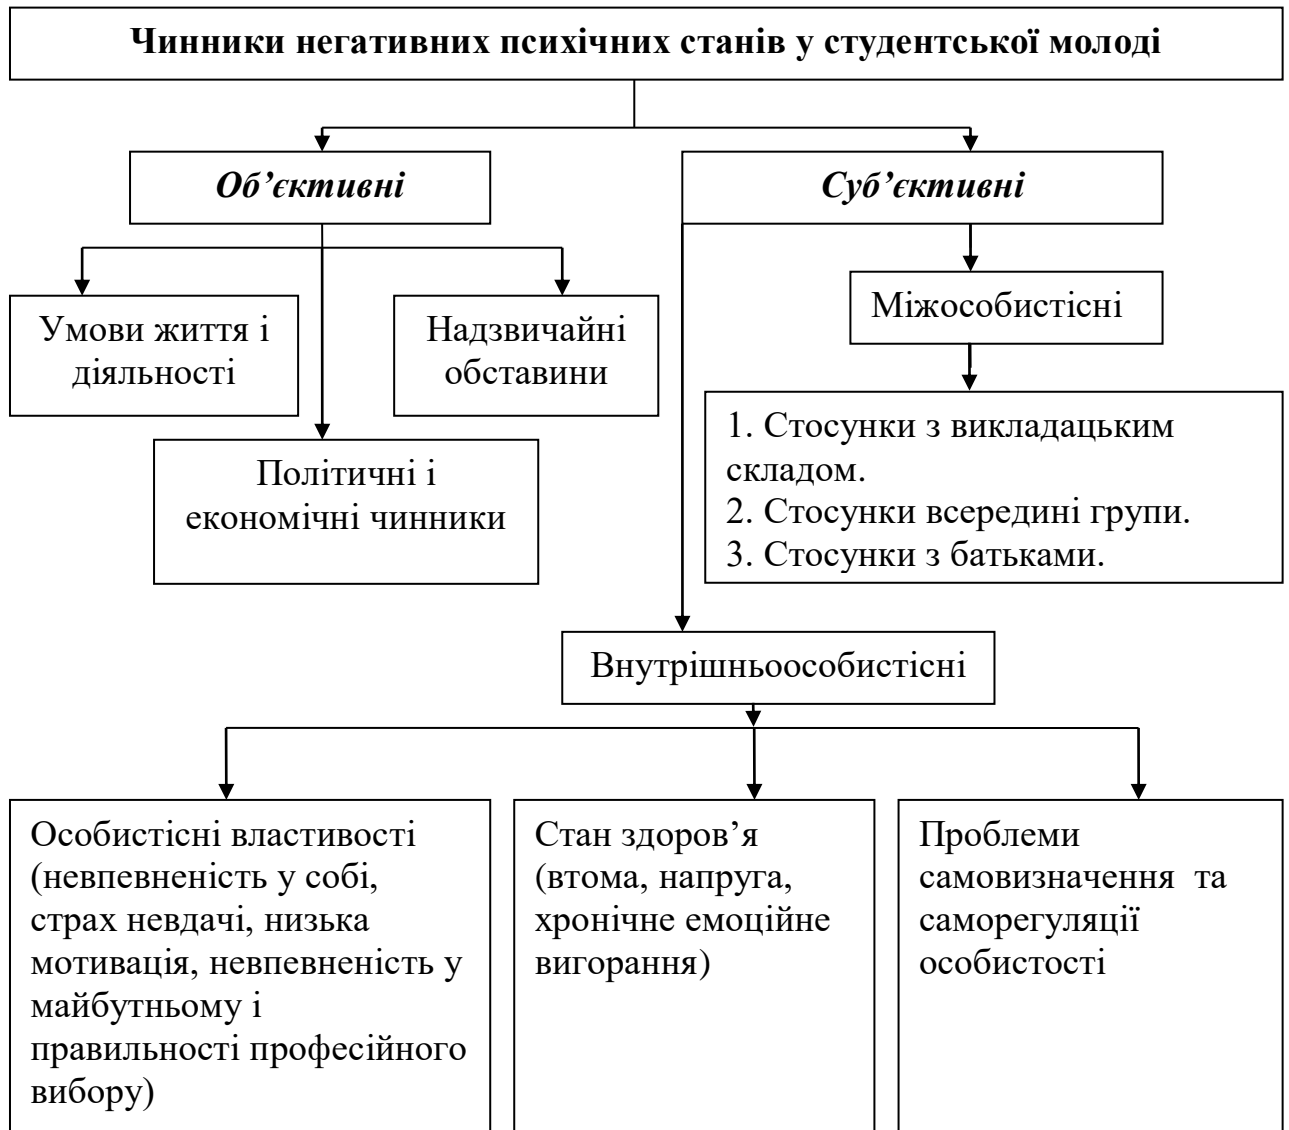 Чинники негативних психічних станів у студентської молоді
Об’єктивні
Суб’єктивні
Умови життя і
діяльності
Надзвичайні
обставини
Міжособистісні
Політичні і
економічні чинники
1. Стосунки з викладацьким
складом.
2. Стосунки всередині групи.
3. Стосунки з батьками.
Внутрішньоособистісні
Особистісні властивості
(невпевненість у собі,
страх невдачі, низька
мотивація, невпевненість у
майбутньому і
правильності професійного
вибору)
Стан здоров’я
(втома, напруга,
хронічне емоційне
вигорання)
Проблеми
самовизначення та
саморегуляції
особистості